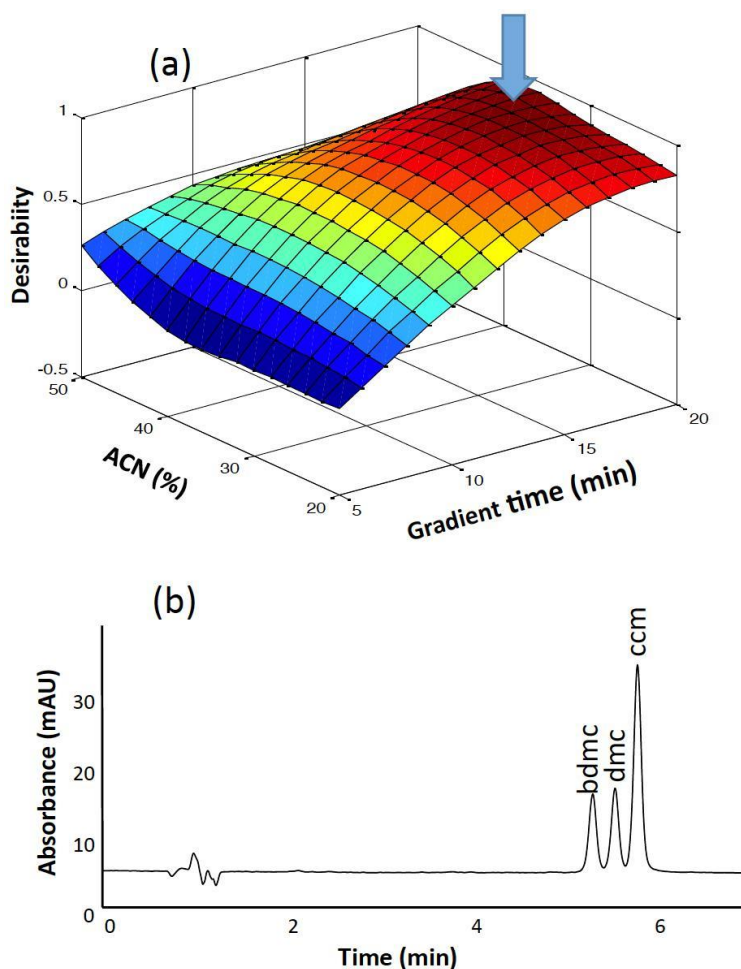 (a)
1
0.5
0
-0.5
Desirabiity
50
40
30
20
ACN (%)
5
10
15
20
Gradient time (min)
(b)
Absorbance (mAU)
30
20
10
0
bdmc
dmc
ccm
0
2
4
6
Time (min)